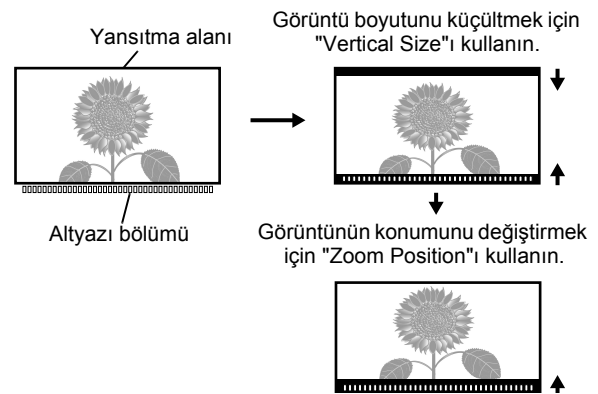 Yansıtma alanı
Altyazı bölümü
Görüntü boyutunu küçültmek için
"Vertical Size"ı kullanın.
Görüntünün konumunu değiştirmek
için "Zoom Position"ı kullanın.